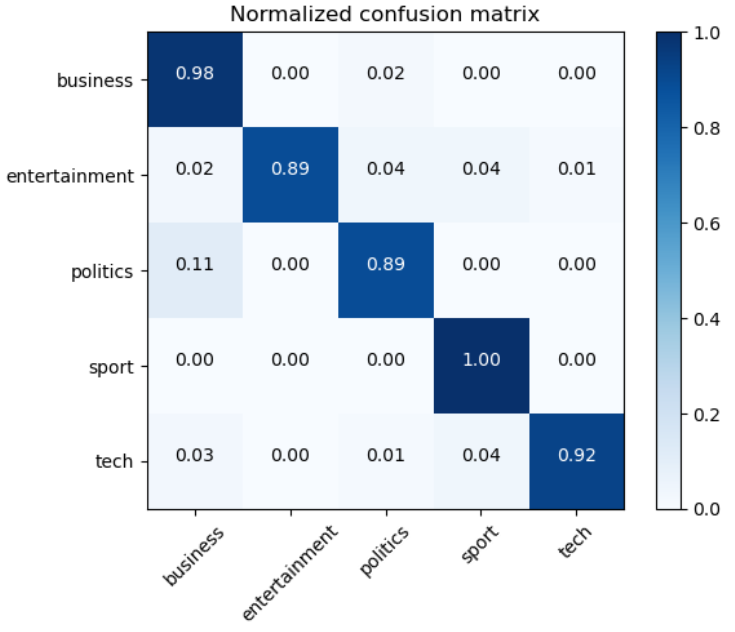 Normalized confusion matrix
business 0.98 0.00 0.02 0.00 0.00
entertainment 0.02 0.89 0.04 0.04 0.01
politics 0.11 0.00 0.89 0.00 0.00
sport 0.00 0.00 0.00 1.00 0.00
tech 0.03 0.00 0.01 0.04 0.92
business entertainment politics sport tech
1.0
0.8
0.6
0.4
0.2
0.0